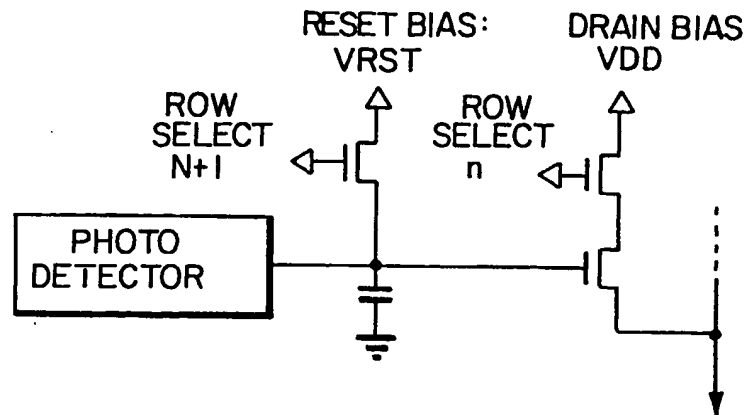 RESET BIAS:
VRST
DRAIN BIAS
VDD
ROW
SELECT
N+1
ROW
SELECT
n
PHOTO
DETECTOR